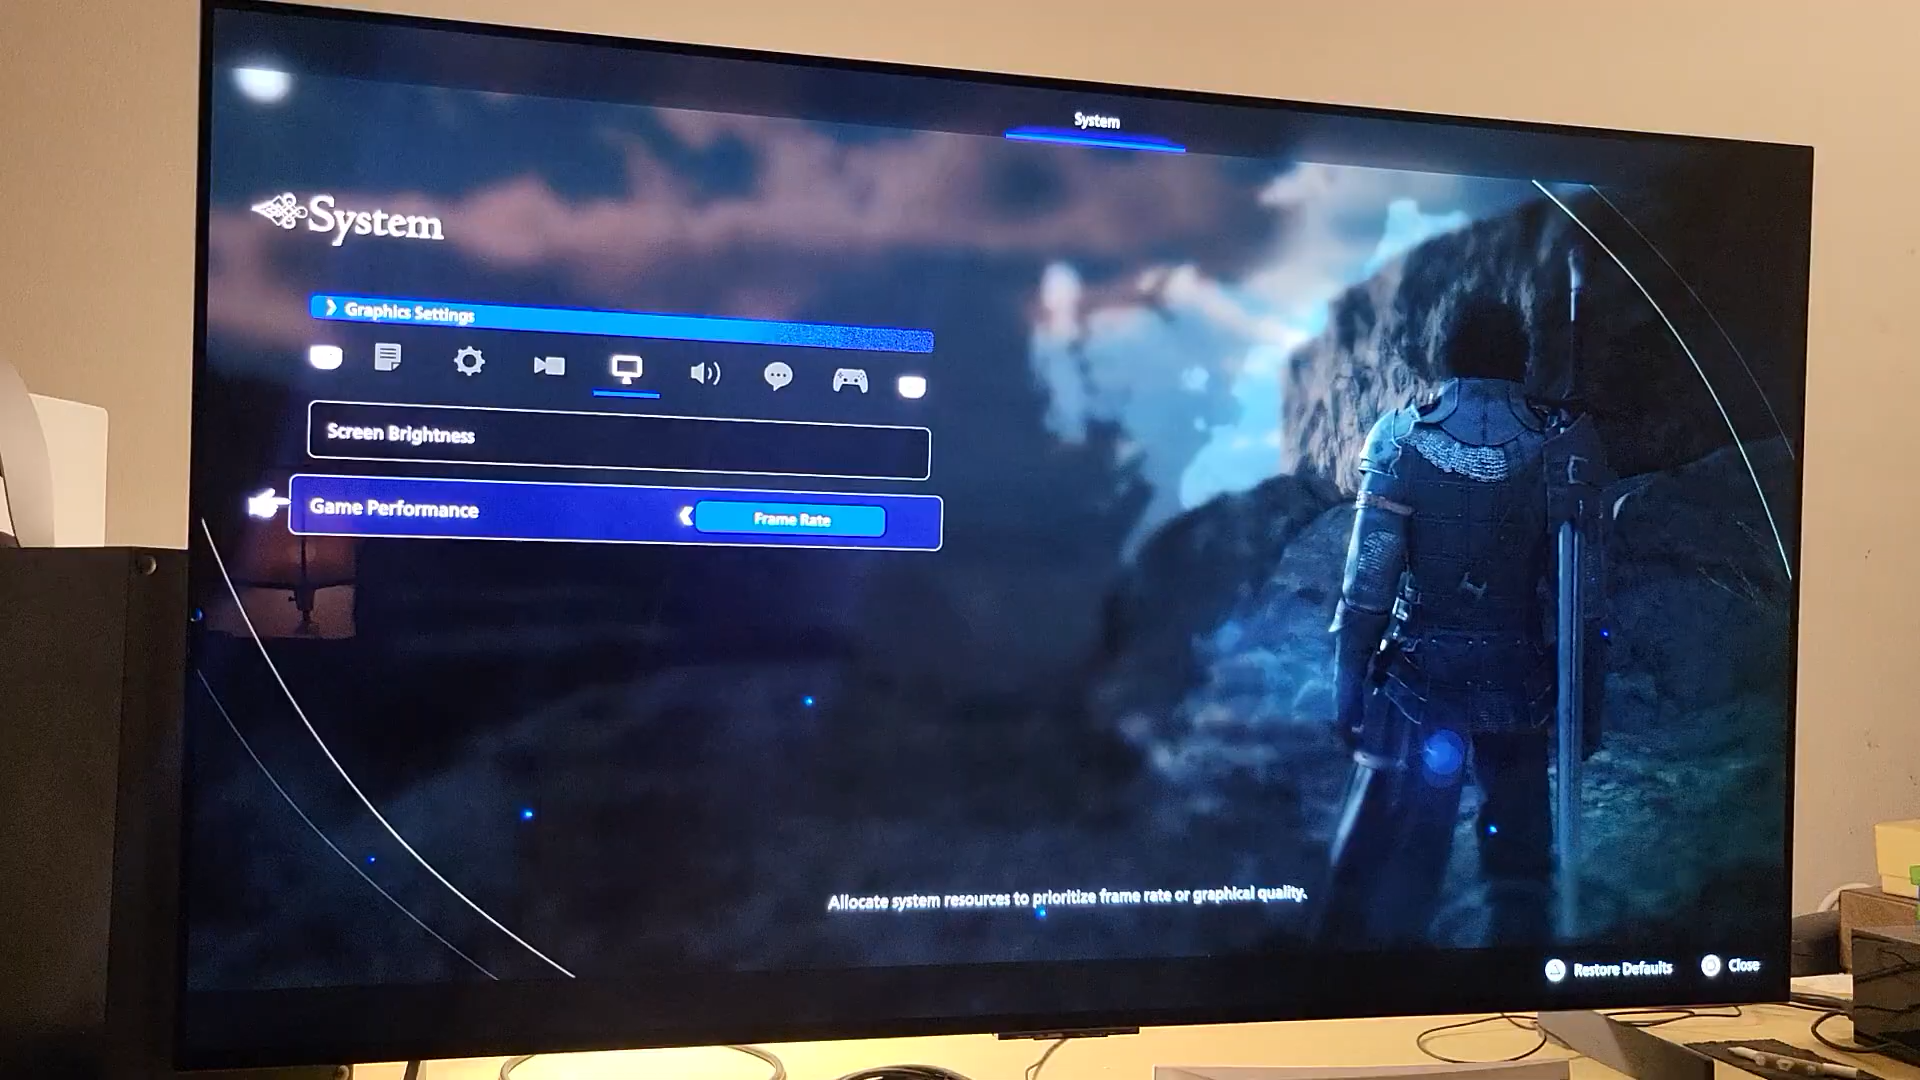 System
System
Graphics Settings
Screen Brightness
Game Performance
Frame Rate
Allocate system resources to prioritize frame rate or graphical quality.
Restore Defaults
Close